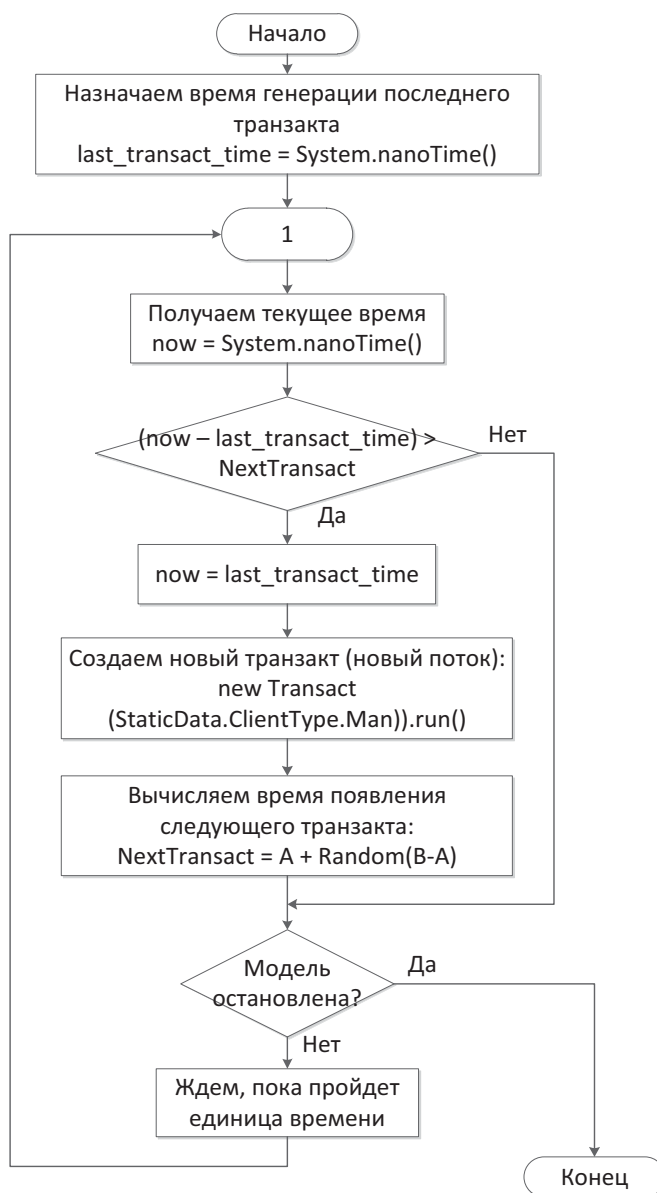 Начало
Назначаем время генерации последнего
транзакта
last_transact_time = System.nanoTime()
1
Получаем текущее время
now = System.nanoTime()
(now – last_transact_time) >
NextTransact
Нет
Да
now = last_transact_time
Создаем новый транзакт (новый поток):
new Transact
(StaticData.ClientType.Man)).run()
Вычисляем время появления
следующего транзакта:
NextTransact = A + Random(B-A)
Модель
остановлена?
Да
Нет
Ждем, пока пройдет
единица времени
Конец